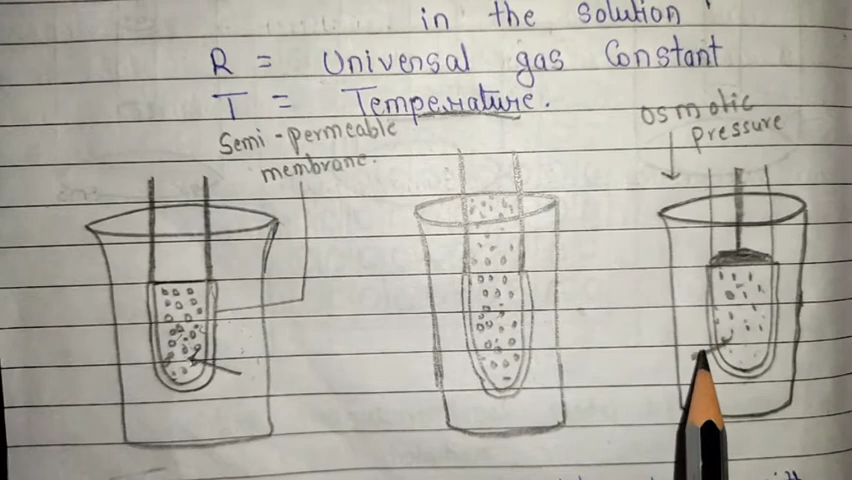 in the solution
R = Universal gas Constant
T = Temperature.
Semi-permeable
membrane.
Osmotic
pressure